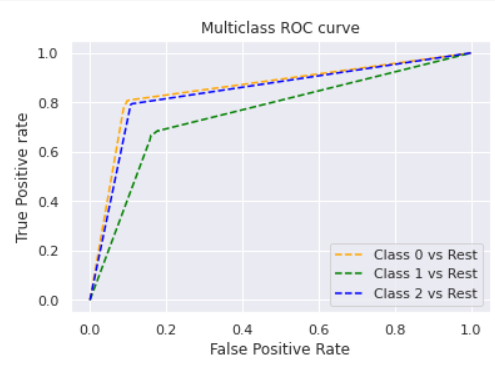 Multiclass ROC curve
True Positive rate
1.0
0.8
0.6
0.4
0.2
0.0
0.0 0.2 0.4 0.6 0.8 1.0
False Positive Rate
Class 0 vs Rest
Class 1 vs Rest
Class 2 vs Rest